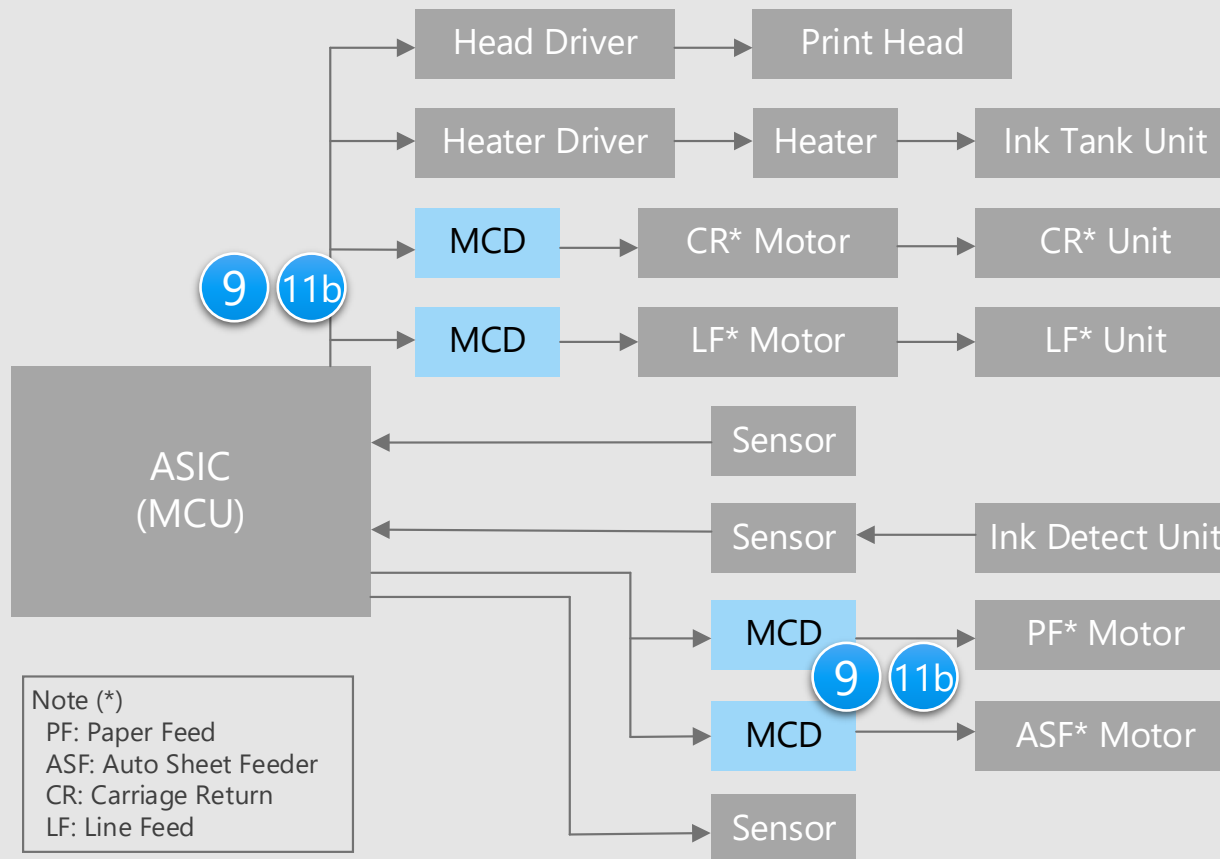 Head Driver
Print Head
Heater Driver
Heater
Ink Tank Unit
MCD
CR* Motor
CR* Unit
9
11b
MCD
LF* Motor
LF* Unit
ASIC
(MCU)
Sensor
Sensor
Ink Detect Unit
MCD
PF* Motor
9
11b
MCD
ASF* Motor
Sensor
Note (*)
PF: Paper Feed
ASF: Auto Sheet Feeder
CR: Carriage Return
LF: Line Feed